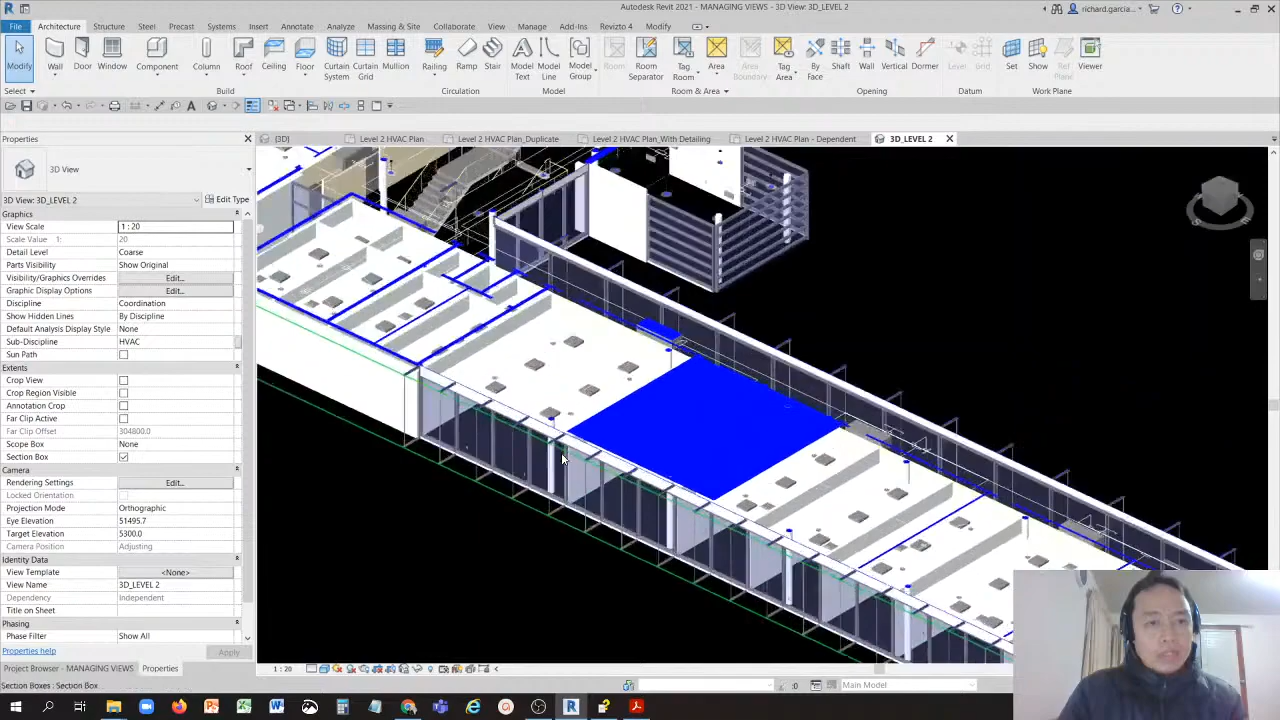 Autodesk Revit 2021 - MANAGING VIEWS - 3D View: 3D_LEVEL 2
richard.garcia...
File Architecture Structure Steel Precast Systems Insert Annotate Analyze Massing & Site Collaborate View Manage Add-Ins Revizto 4 Modify
Modify Wall Door Window Component Column Roof Ceiling Floor Curtain System Curtain Grid Mullion Railing Ramp Stair Model Text Model Line Model Group Room Room Separator Tag Room Area Area Boundary Tag Area By Face Shaft Wall Vertical Dormer Level Grid Set Show Ref Plane Viewer
Select Build Circulation Model Room & Area Opening Datum Work Plane
Properties
{3D} Level 2 HVAC Plan Level 2 HVAC Plan_Duplicate Level 2 HVAC Plan_With Detailing Level 2 HVAC Plan - Dependent 3D_LEVEL 2
3D View
3D View: 3D_LEVEL 2 Edit Type
Graphics
View Scale 1 : 20
Scale Value 1: 20
Detail Level Coarse
Parts Visibility Show Original
Visibility/Graphics Overrides Edit...
Graphic Display Options Edit...
Discipline Coordination
Show Hidden Lines By Discipline
Default Analysis Display Style None
Sub-Discipline HVAC
Sun Path
Extents
Crop View
Crop Region Visible
Annotation Crop
Far Clip Active
Far Clip Offset 304800.0
Scope Box None
Section Box
Camera
Rendering Settings Edit...
Locked Orientation
Projection Mode Orthographic
Eye Elevation 51495.7
Target Elevation 5300.0
Camera Position Adjusting
Identity Data
View Template <None>
View Name 3D_LEVEL 2
Dependency Independent
Title on Sheet
Phasing
Phase Filter Show All
Properties help Apply
Project Browser - MANAGING VIEWS Properties
1 : 20
Section Boxes : Section Box
:0 Main Model